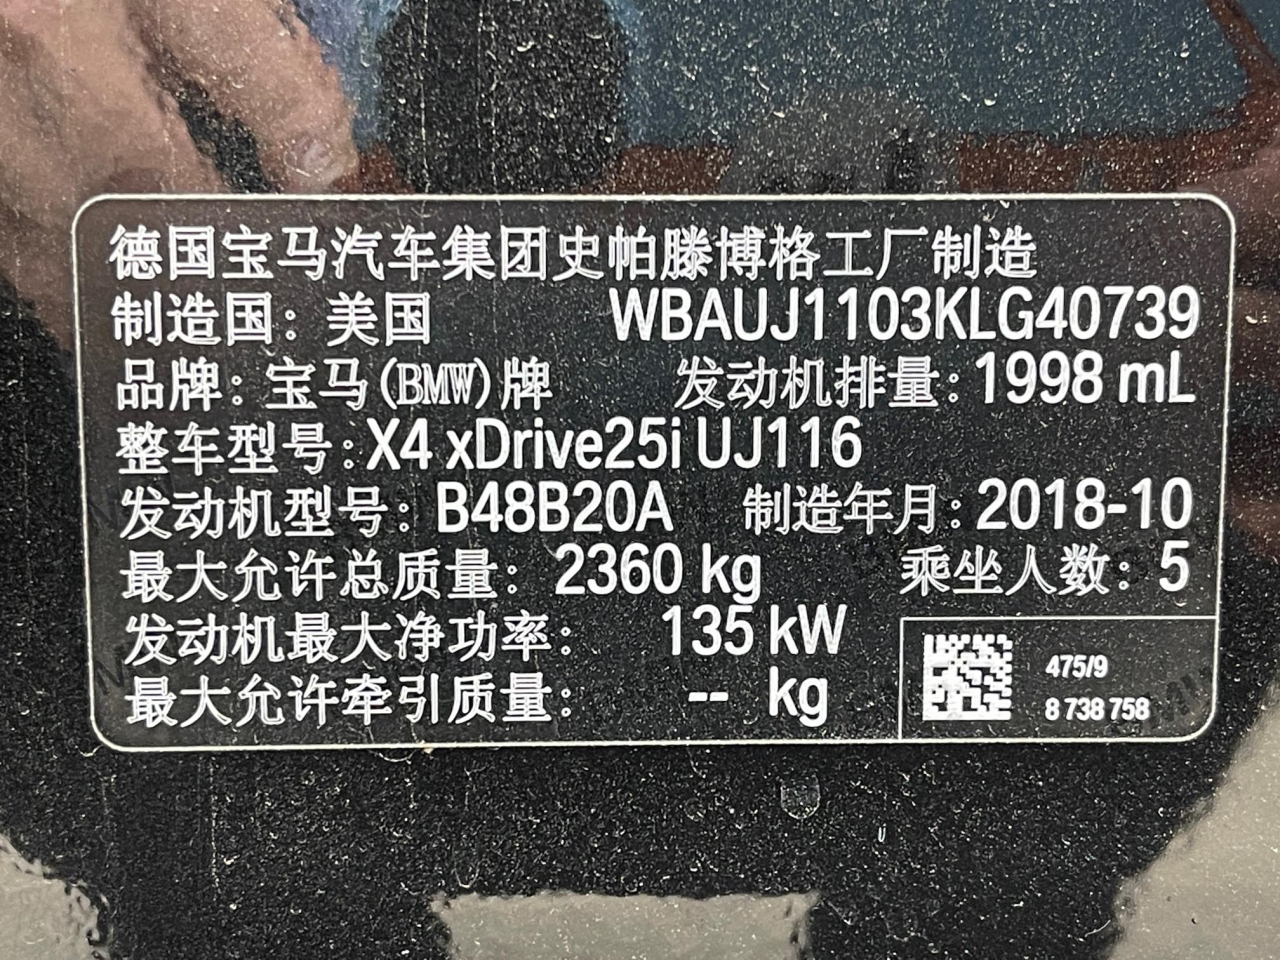 德国宝马汽车集团史帕滕博格工厂制造
制造国：美国 WBAUJ1103KLG40739
品牌：宝马(BMW)牌 发动机排量：1998 mL
整车型号：X4 xDrive25i UJ116
发动机型号：B48B20A 制造年月：2018-10
最大允许总质量：2360 kg 乘坐人数：5
发动机最大净功率：135 kW
最大允许牵引质量：-- kg
475/9
8 738 758